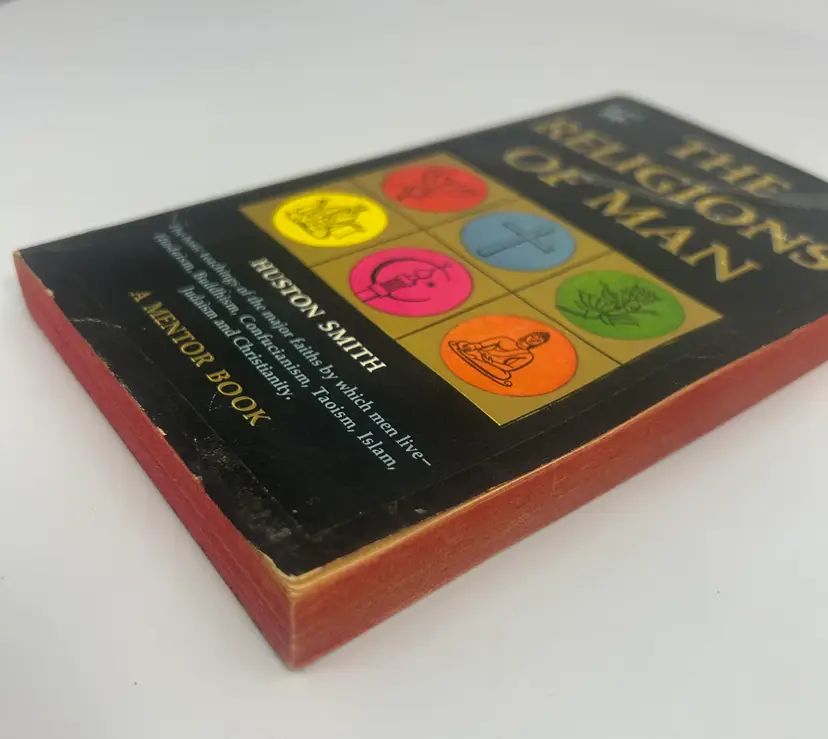 THE
RELIGIONS
OF MAN
HUSTON SMITH
The basic teachings of the major faiths by which men live—
Hinduism, Buddhism, Confucianism, Taoism, Islam,
Judaism and Christianity.
A MENTOR BOOK